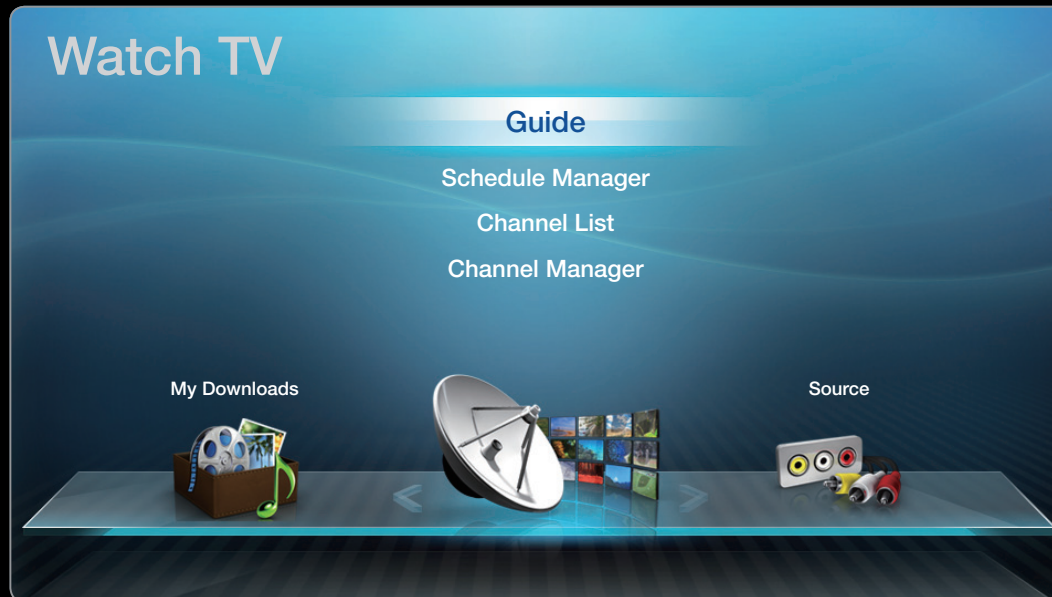 Watch TV
Guide
Schedule Manager
Channel List
Channel Manager
My Downloads
Source